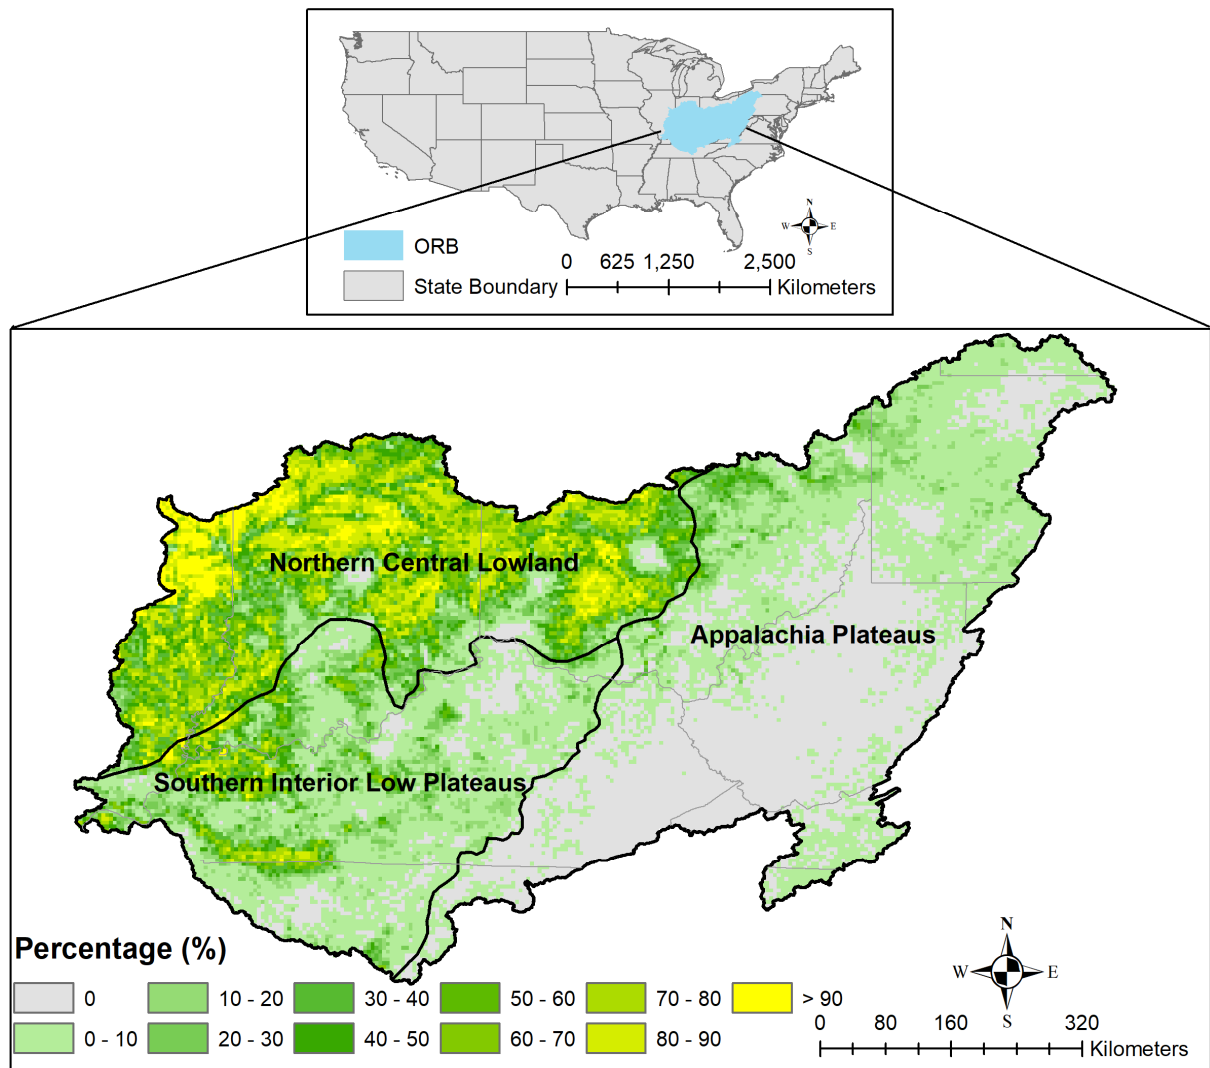 N
W E
S
ORB
0 625 1,250 2,500
State Boundary Kilometers
Northern Central Lowland
Appalachia Plateaus
Southern Interior Low Plateaus
Percentage (%)
N
W E
S
0 10 - 20 30 - 40 50 - 60 70 - 80 > 90
0 - 10 20 - 30 40 - 50 60 - 70 80 - 90
0 80 160 320
Kilometers